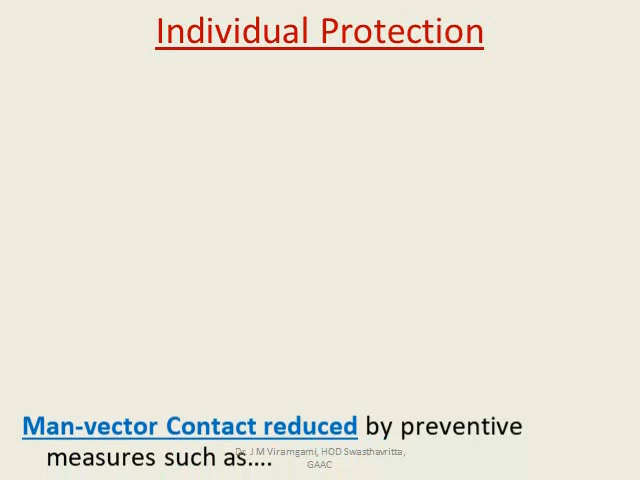 Individual Protection
Man-vector Contact reduced by preventive
measures such as....
Dr. J M Viramgami, HOD Swasthavritta,
GAAC